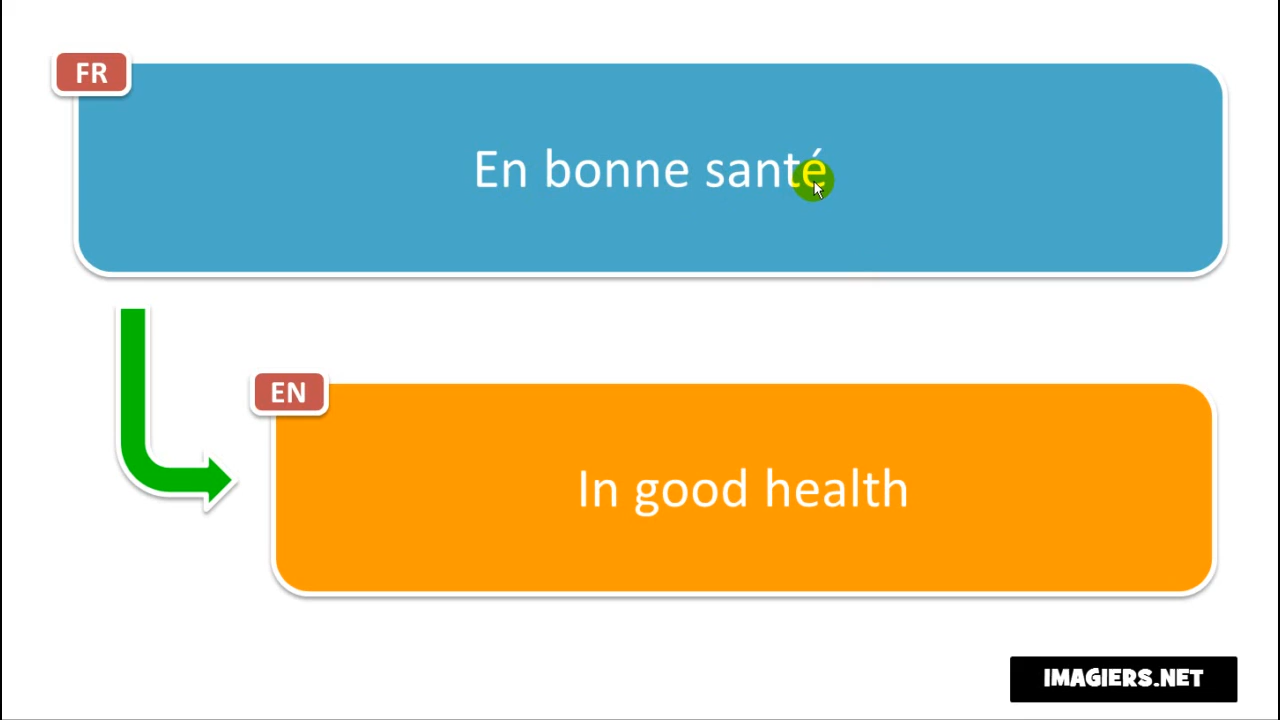 FR
En bonne santé
EN
In good health
IMAGIERS.NET